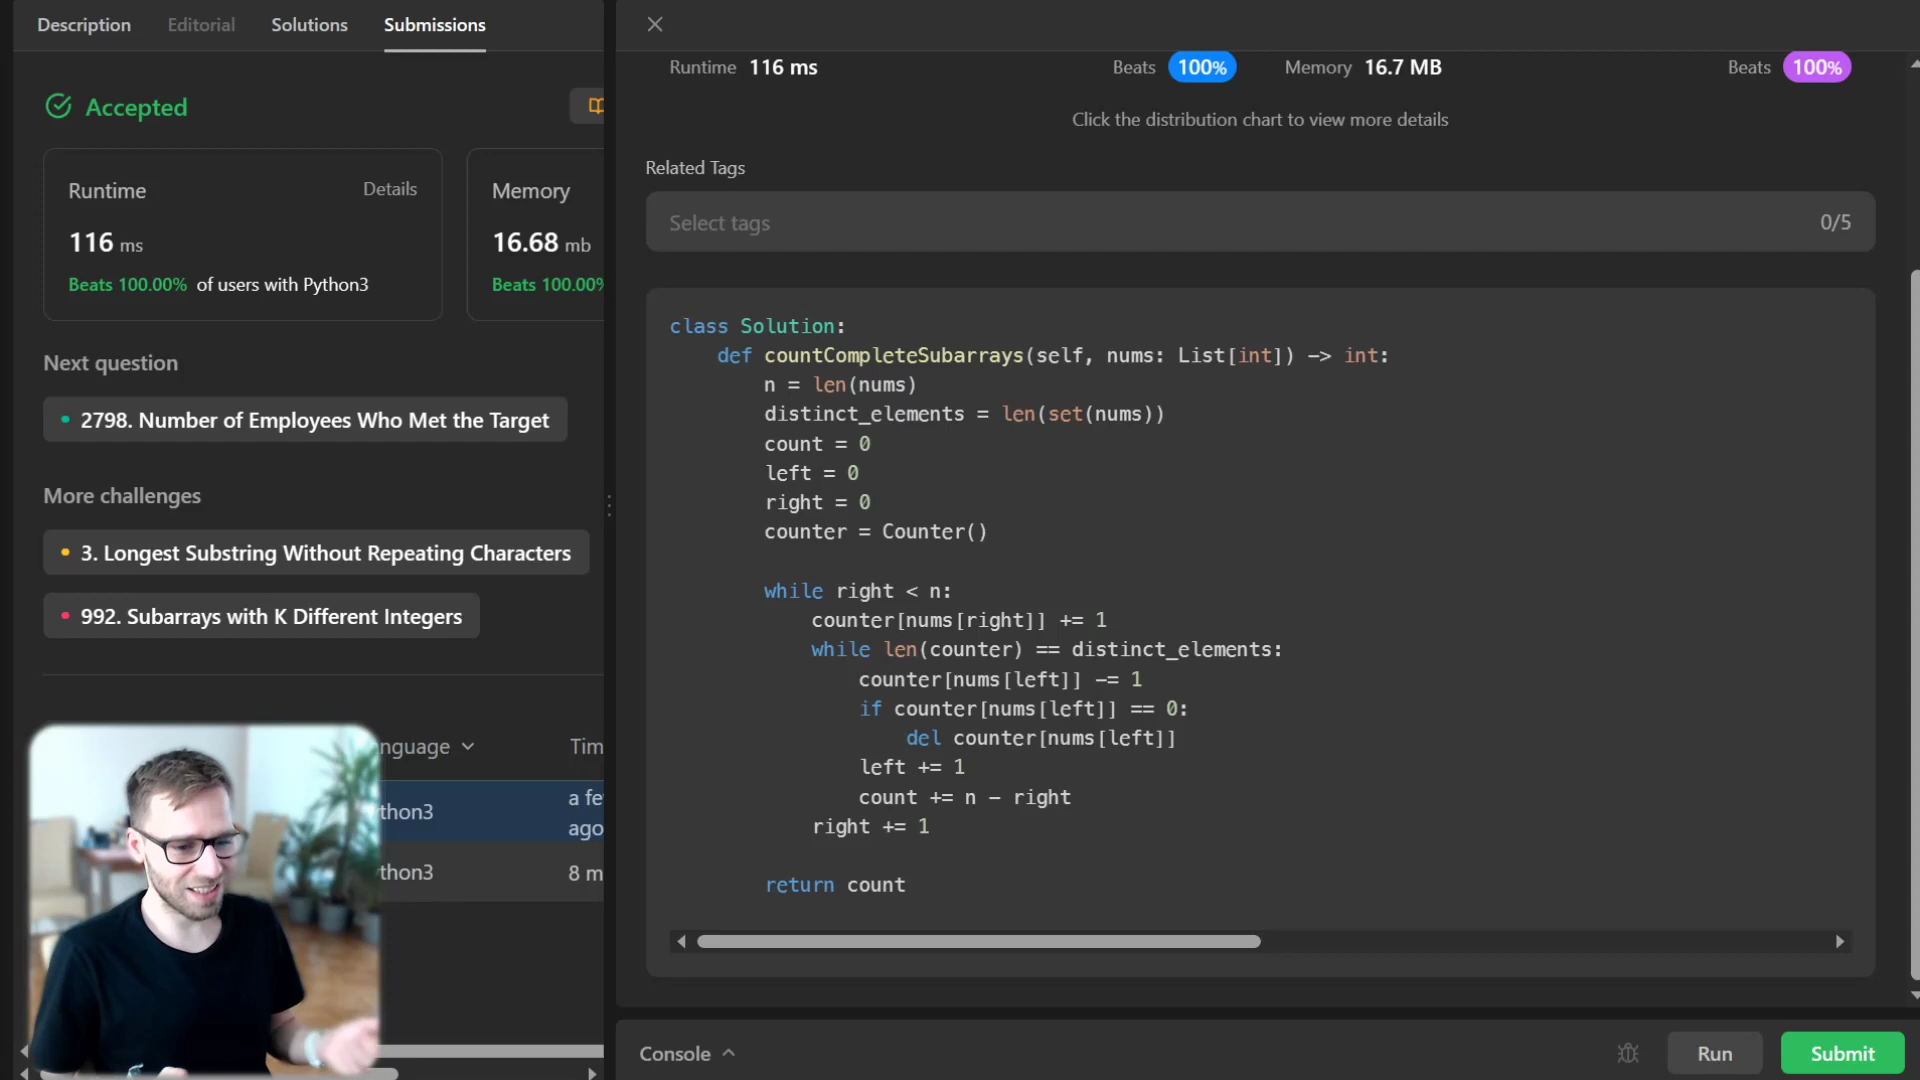 Description
Editorial
Solutions
Submissions
Accepted
Runtime
Details
116 ms
Beats 100.00% of users with Python3
Memory
16.68 mb
Beats 100.00%
Next question
2798. Number of Employees Who Met the Target
More challenges
3. Longest Substring Without Repeating Characters
992. Subarrays with K Different Integers
nguage
Tim
thon3
a fe
ago
thon3
8 m
Runtime 116 ms
Beats 100%
Memory 16.7 MB
Beats 100%
Click the distribution chart to view more details
Related Tags
Select tags
0/5
class Solution:
def countCompleteSubarrays(self, nums: List[int]) -> int:
n = len(nums)
distinct_elements = len(set(nums))
count = 0
left = 0
right = 0
counter = Counter()
while right < n:
counter[nums[right]] += 1
while len(counter) == distinct_elements:
counter[nums[left]] -= 1
if counter[nums[left]] == 0:
del counter[nums[left]]
left += 1
count += n - right
right += 1
return count
Console
Run
Submit